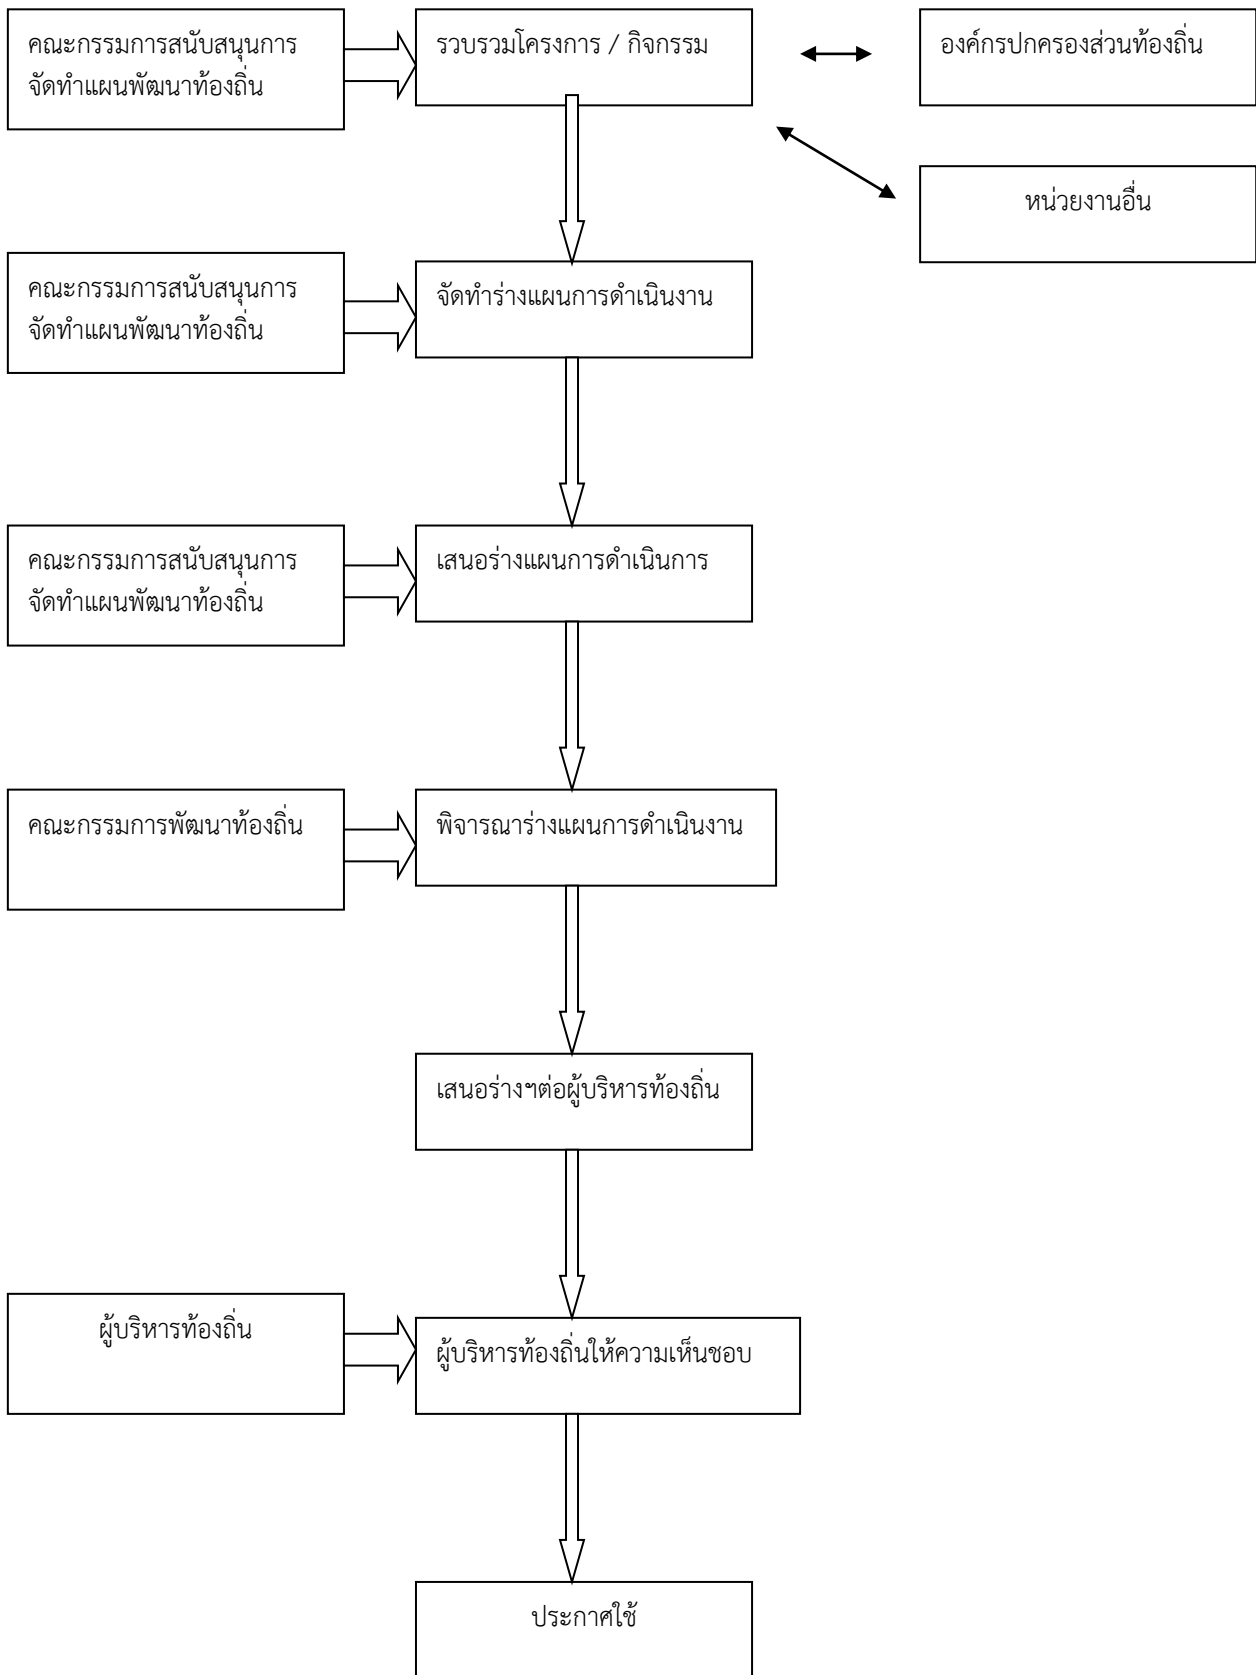 คณะกรรมการสนับสนุนการ
จัดทำแผนพัฒนาท้องถิ่น
รวบรวมโครงการ / กิจกรรม
องค์กรปกครองส่วนท้องถิ่น
หน่วยงานอื่น
คณะกรรมการสนับสนุนการ
จัดทำแผนพัฒนาท้องถิ่น
จัดทำร่างแผนการดำเนินงาน
คณะกรรมการสนับสนุนการ
จัดทำแผนพัฒนาท้องถิ่น
เสนอร่างแผนการดำเนินการ
คณะกรรมการพัฒนาท้องถิ่น
พิจารณาร่างแผนการดำเนินงาน
เสนอร่างฯต่อผู้บริหารท้องถิ่น
ผู้บริหารท้องถิ่น
ผู้บริหารท้องถิ่นให้ความเห็นชอบ
ประกาศใช้